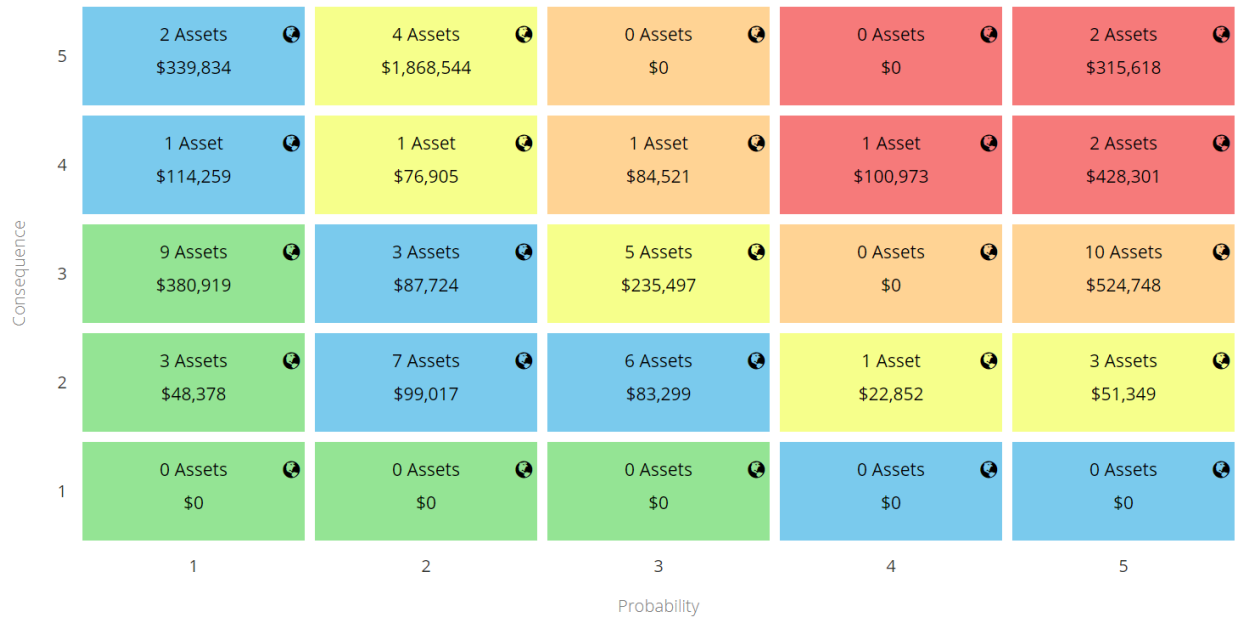 2 Assets
$339,834
4 Assets
$1,868,544
0 Assets
$0
0 Assets
$0
2 Assets
$315,618
5
1 Asset
$114,259
1 Asset
$76,905
1 Asset
$84,521
1 Asset
$100,973
2 Assets
$428,301
4
Consequence
9 Assets
$380,919
3 Assets
$87,724
5 Assets
$235,497
0 Assets
$0
10 Assets
$524,748
3
3 Assets
$48,378
7 Assets
$99,017
6 Assets
$83,299
1 Asset
$22,852
3 Assets
$51,349
2
0 Assets
$0
0 Assets
$0
0 Assets
$0
0 Assets
$0
0 Assets
$0
1
1
2
3
4
5
Probability